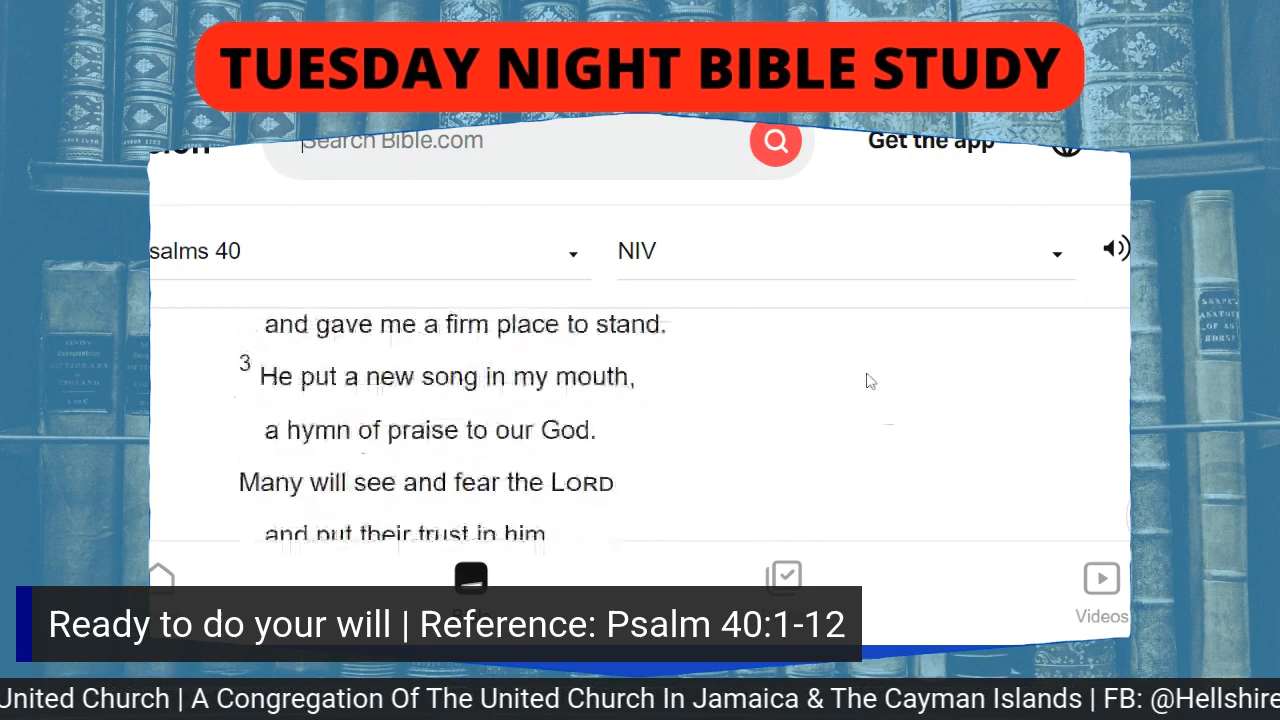 TUESDAY NIGHT BIBLE STUDY
Search Bible.com
Get the app
salms 40
NIV
and gave me a firm place to stand.
3 He put a new song in my mouth,
a hymn of praise to our God.
Many will see and fear the LORD
and put their trust in him
Videos
Ready to do your will | Reference: Psalm 40:1-12
United Church | A Congregation Of The United Church In Jamaica & The Cayman Islands | FB: @Hellshire